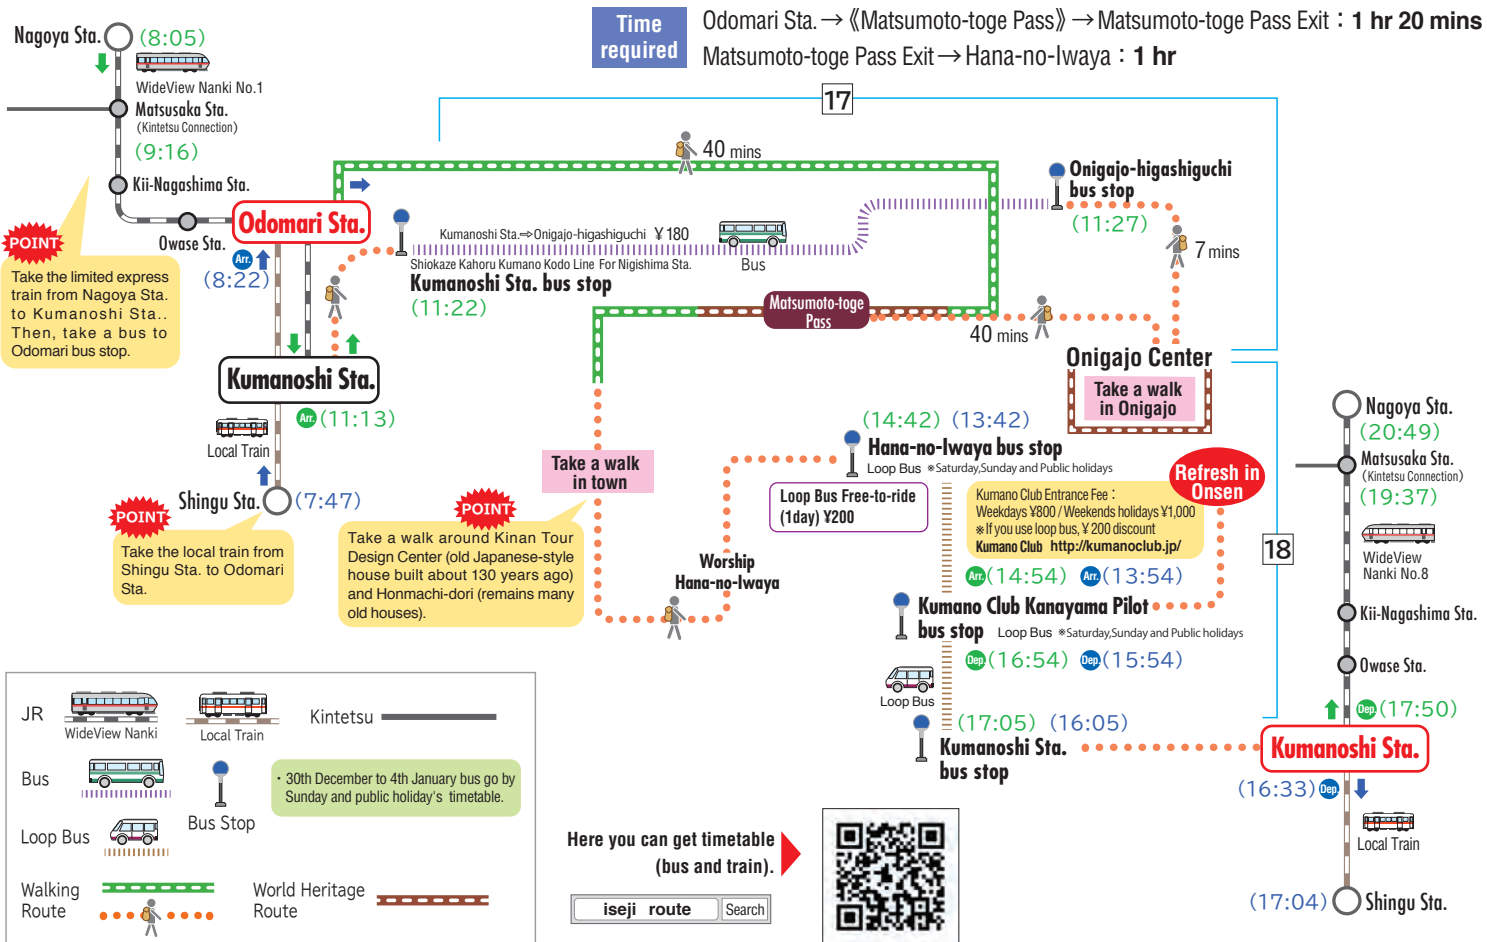 Time
required
Odomari Sta. → 《Matsumoto-toge Pass》 → Matsumoto-toge Pass Exit : 1 hr 20 mins
Matsumoto-toge Pass Exit → Hana-no-Iwaya : 1 hr
Nagoya Sta.
(8:05)
WideView Nanki No.1
Matsusaka Sta.
(Kintetsu Connection)
(9:16)
Kii-Nagashima Sta.
Owase Sta.
POINT
Take the limited express
train from Nagoya Sta.
to Kumanoshi Sta..
Then, take a bus to
Odomari bus stop.
Odomari Sta.
Arr.
(8:22)
Kumanoshi Sta.
Arr. (11:13)
Local Train
Shingu Sta.
(7:47)
POINT
Take the local train from
Shingu Sta. to Odomari
Sta.
17
40 mins
Kumanoshi Sta.⇨Onigajo-higashiguchi ¥180
Shiokaze Kahoru Kumano Kodo Line For Nigishima Sta.
Bus
Kumanoshi Sta. bus stop
(11:22)
Onigajo-higashiguchi
bus stop
(11:27)
7 mins
Matsumoto-toge
Pass
40 mins
Onigajo Center
Take a walk
in Onigajo
Take a walk
in town
POINT
Take a walk around Kinan Tour
Design Center (old Japanese-style
house built about 130 years ago)
and Honmachi-dori (remains many
old houses).
Worship
Hana-no-Iwaya
(14:42) (13:42)
Hana-no-Iwaya bus stop
Loop Bus ※Saturday,Sunday and Public holidays
Loop Bus Free-to-ride
(1day) ¥200
Refresh in
Onsen
Kumano Club Entrance Fee :
Weekdays ¥800 / Weekends holidays ¥1,000
※If you use loop bus, ¥ 200 discount
Kumano Club http://kumanoclub.jp/
Arr. (14:54) Arr. (13:54)
Kumano Club Kanayama Pilot
bus stop Loop Bus ※Saturday,Sunday and Public holidays
Dep. (16:54) Dep. (15:54)
Loop Bus
(17:05) (16:05)
Kumanoshi Sta.
bus stop
18
Nagoya Sta.
(20:49)
Matsusaka Sta.
(Kintetsu Connection)
(19:37)
WideView
Nanki No.8
Kii-Nagashima Sta.
Owase Sta.
Dep. (17:50)
Kumanoshi Sta.
(16:33) Dep.
Local Train
(17:04)
Shingu Sta.
JR
WideView Nanki
Local Train
Kintetsu
Bus
Bus Stop
・30th December to 4th January bus go by
Sunday and public holiday's timetable.
Loop Bus
Walking
Route
World Heritage
Route
Here you can get timetable
(bus and train).
iseji route
Search